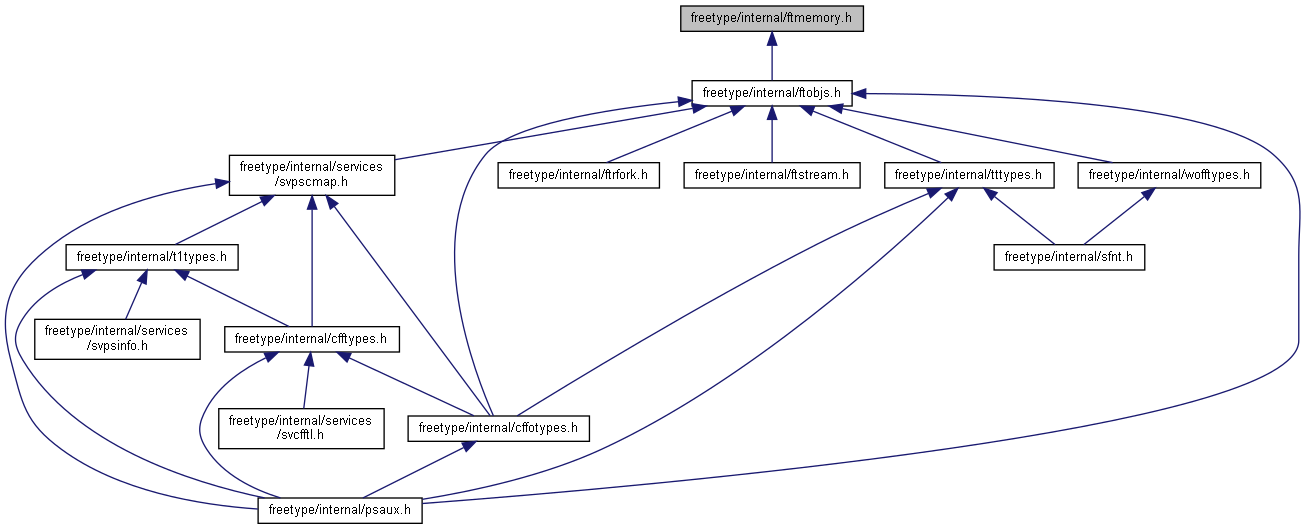 freetype/internal/ftmemory.h
freetype/internal/ftobjs.h
freetype/internal/services
/svpscmap.h
freetype/internal/ftrfork.h
freetype/internal/ftstream.h
freetype/internal/tttypes.h
freetype/internal/wofftypes.h
freetype/internal/t1types.h
freetype/internal/sfnt.h
freetype/internal/services
/svpsinfo.h
freetype/internal/cfftypes.h
freetype/internal/services
/svcfftl.h
freetype/internal/cffotypes.h
freetype/internal/psaux.h